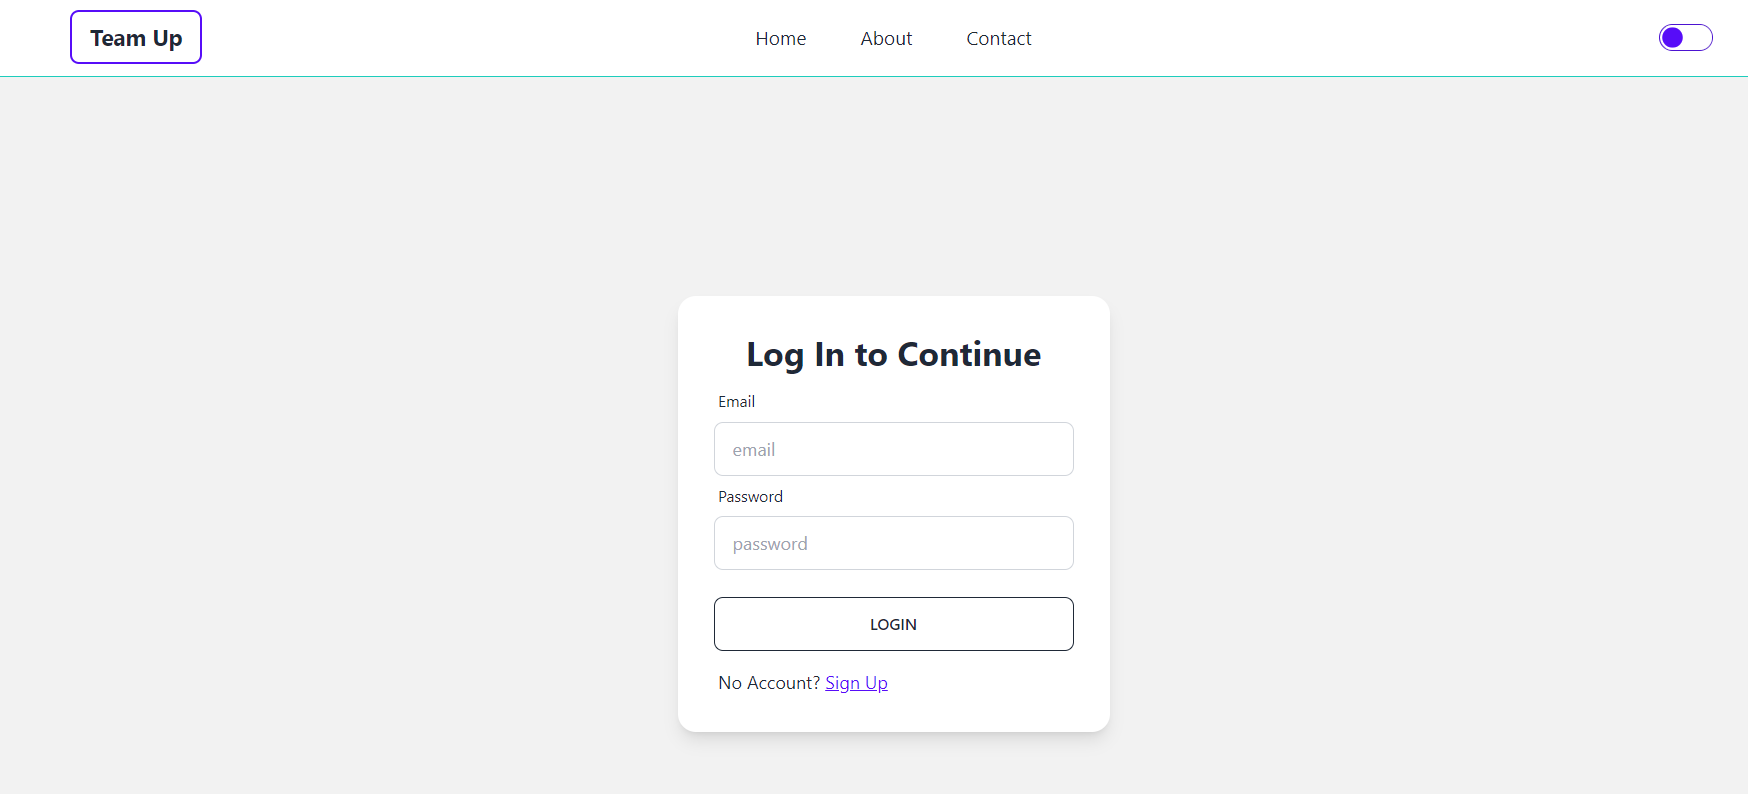 Team Up
Home About Contact
Log In to Continue
Email
email
Password
password
LOGIN
No Account? Sign Up